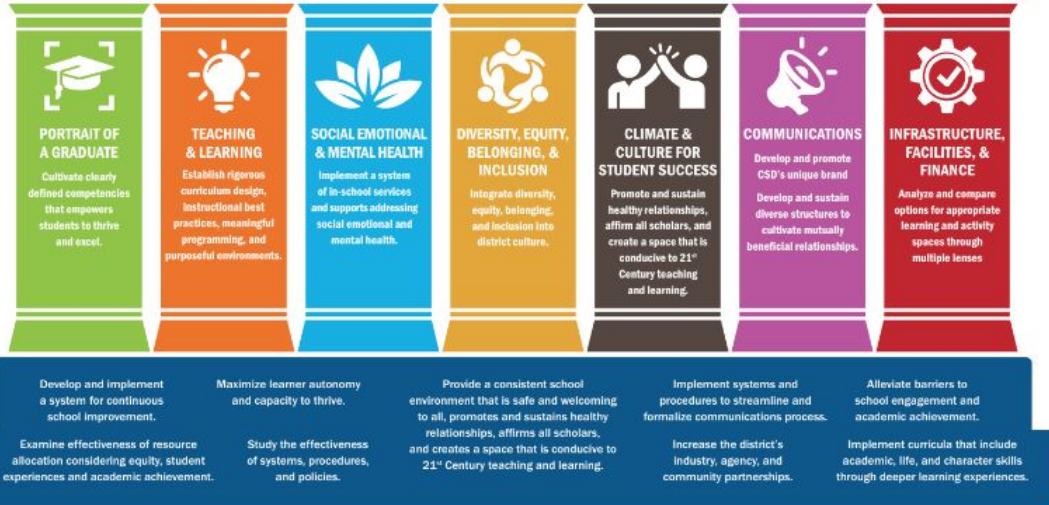 PORTRAIT OF
A GRADUATE
Cultivate clearly
defined competencies
that empowers
students to thrive
and excel.
TEACHING
& LEARNING
Establish rigorous
curriculum design,
instructional best
practices, meaningful
programming, and
purposeful environments.
SOCIAL EMOTIONAL
& MENTAL HEALTH
Implement a system
of in-school services
and supports addressing
social emotional and
mental health.
DIVERSITY, EQUITY,
BELONGING, &
INCLUSION
Integrate diversity,
equity, belonging,
and inclusion into
district culture.
CLIMATE &
CULTURE FOR
STUDENT SUCCESS
Promote and sustain
healthy relationships,
affirm all scholars, and
create a space that is
conducive to 21st
Century teaching
and learning.
COMMUNICATIONS
Develop and promote
CSD's unique brand
Develop and sustain
diverse structures to
cultivate mutually
beneficial relationships.
INFRASTRUCTURE,
FACILITIES, &
FINANCE
Analyze and compare
options for appropriate
learning and activity
spaces through
multiple lenses
Develop and implement
a system for continuous
school improvement.
Examine effectiveness of resource
allocation considering equity, student
experiences and academic achievement.
Maximize learner autonomy
and capacity to thrive.
Study the effectiveness
of systems, procedures,
and policies.
Provide a consistent school
environment that is safe and welcoming
to all, promotes and sustains healthy
relationships, affirms all scholars,
and creates a space that is conducive to
21st Century teaching and learning.
Implement systems and
procedures to streamline and
formalize communications process.
Increase the district's
industry, agency, and
community partnerships.
Alleviate barriers to
school engagement and
academic achievement.
Implement curricula that include
academic, life, and character skills
through deeper learning experiences.